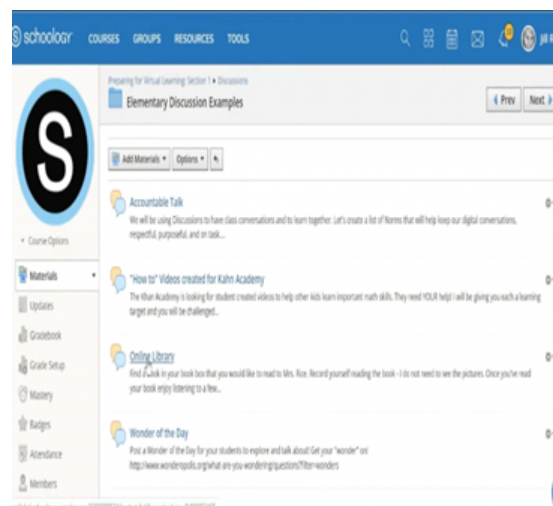 schoology COURSES GROUPS RESOURCES TOOLS
Preparing for Virtual Learning: Section 1 ▸ Discussions
Elementary Discussion Examples
Prev Next
S
Add Materials Options
Accountable Talk
We will be using Discussions to have class conversations and to learn together. Let's create a list of Norms that will help keep our digital conversations,
respectful, purposeful, and on task...
Course Options
Materials
"How to" Videos created for Kahn Academy
The Khan Academy is looking for student created videos to help other kids learn important math skills. They need YOUR help! I will be giving you each a learning
target and you will be challenged...
Updates
Gradebook
Online Library
Find a book in your book box that you would like to read to Mrs. Rice. Record yourself reading the book - I do not need to see the pictures. Once you've read
your book enjoy listening to a few...
Grade Setup
Mastery
Badges
Wonder of the Day
Post a Wonder of the Day for your students to explore and talk about! Get your "wonder" on!
http://www.wonderopolis.org/what-are-you-wondering/questions?filter=wonders
Attendance
Members